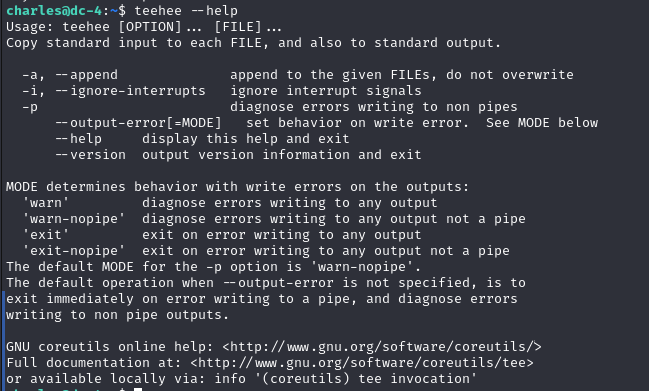 charles@dc-4:~$ teehee --help
Usage: teehee [OPTION]... [FILE]...
Copy standard input to each FILE, and also to standard output.
-a, --append append to the given FILEs, do not overwrite
-i, --ignore-interrupts ignore interrupt signals
-p diagnose errors writing to non pipes
--output-error[=MODE] set behavior on write error. See MODE below
--help display this help and exit
--version output version information and exit
MODE determines behavior with write errors on the outputs:
'warn' diagnose errors writing to any output
'warn-nopipe' diagnose errors writing to any output not a pipe
'exit' exit on error writing to any output
'exit-nopipe' exit on error writing to any output not a pipe
The default MODE for the -p option is 'warn-nopipe'.
The default operation when --output-error is not specified, is to
exit immediately on error writing to a pipe, and diagnose errors
writing to non pipe outputs.
GNU coreutils online help: <http://www.gnu.org/software/coreutils/>
Full documentation at: <http://www.gnu.org/software/coreutils/tee>
or available locally via: info '(coreutils) tee invocation'